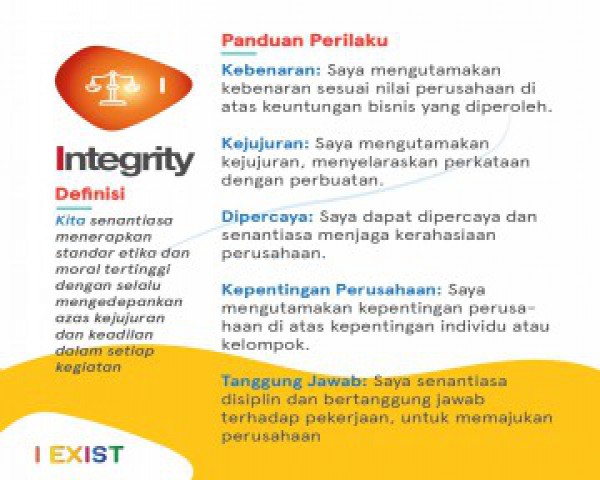 I
Integrity
Definisi
Kita senantiasa
menerapkan
standar etika dan
moral tertinggi
dengan selalu
mengedepankan
azas kejujuran
dan keadilan
dalam setiap
kegiatan
Panduan Perilaku
Kebenaran: Saya mengutamakan
kebenaran sesuai nilai perusahaan di
atas keuntungan bisnis yang diperoleh.
Kejujuran: Saya mengutamakan
kejujuran, menyelaraskan perkataan
dengan perbuatan.
Dipercaya: Saya dapat dipercaya dan
senantiasa menjaga kerahasiaan
perusahaan.
Kepentingan Perusahaan: Saya
mengutamakan kepentingan perusa-
haan di atas kepentingan individu atau
kelompok.
Tanggung Jawab: Saya senantiasa
disiplin dan bertanggung jawab
terhadap pekerjaan, untuk memajukan
perusahaan
I EXIST